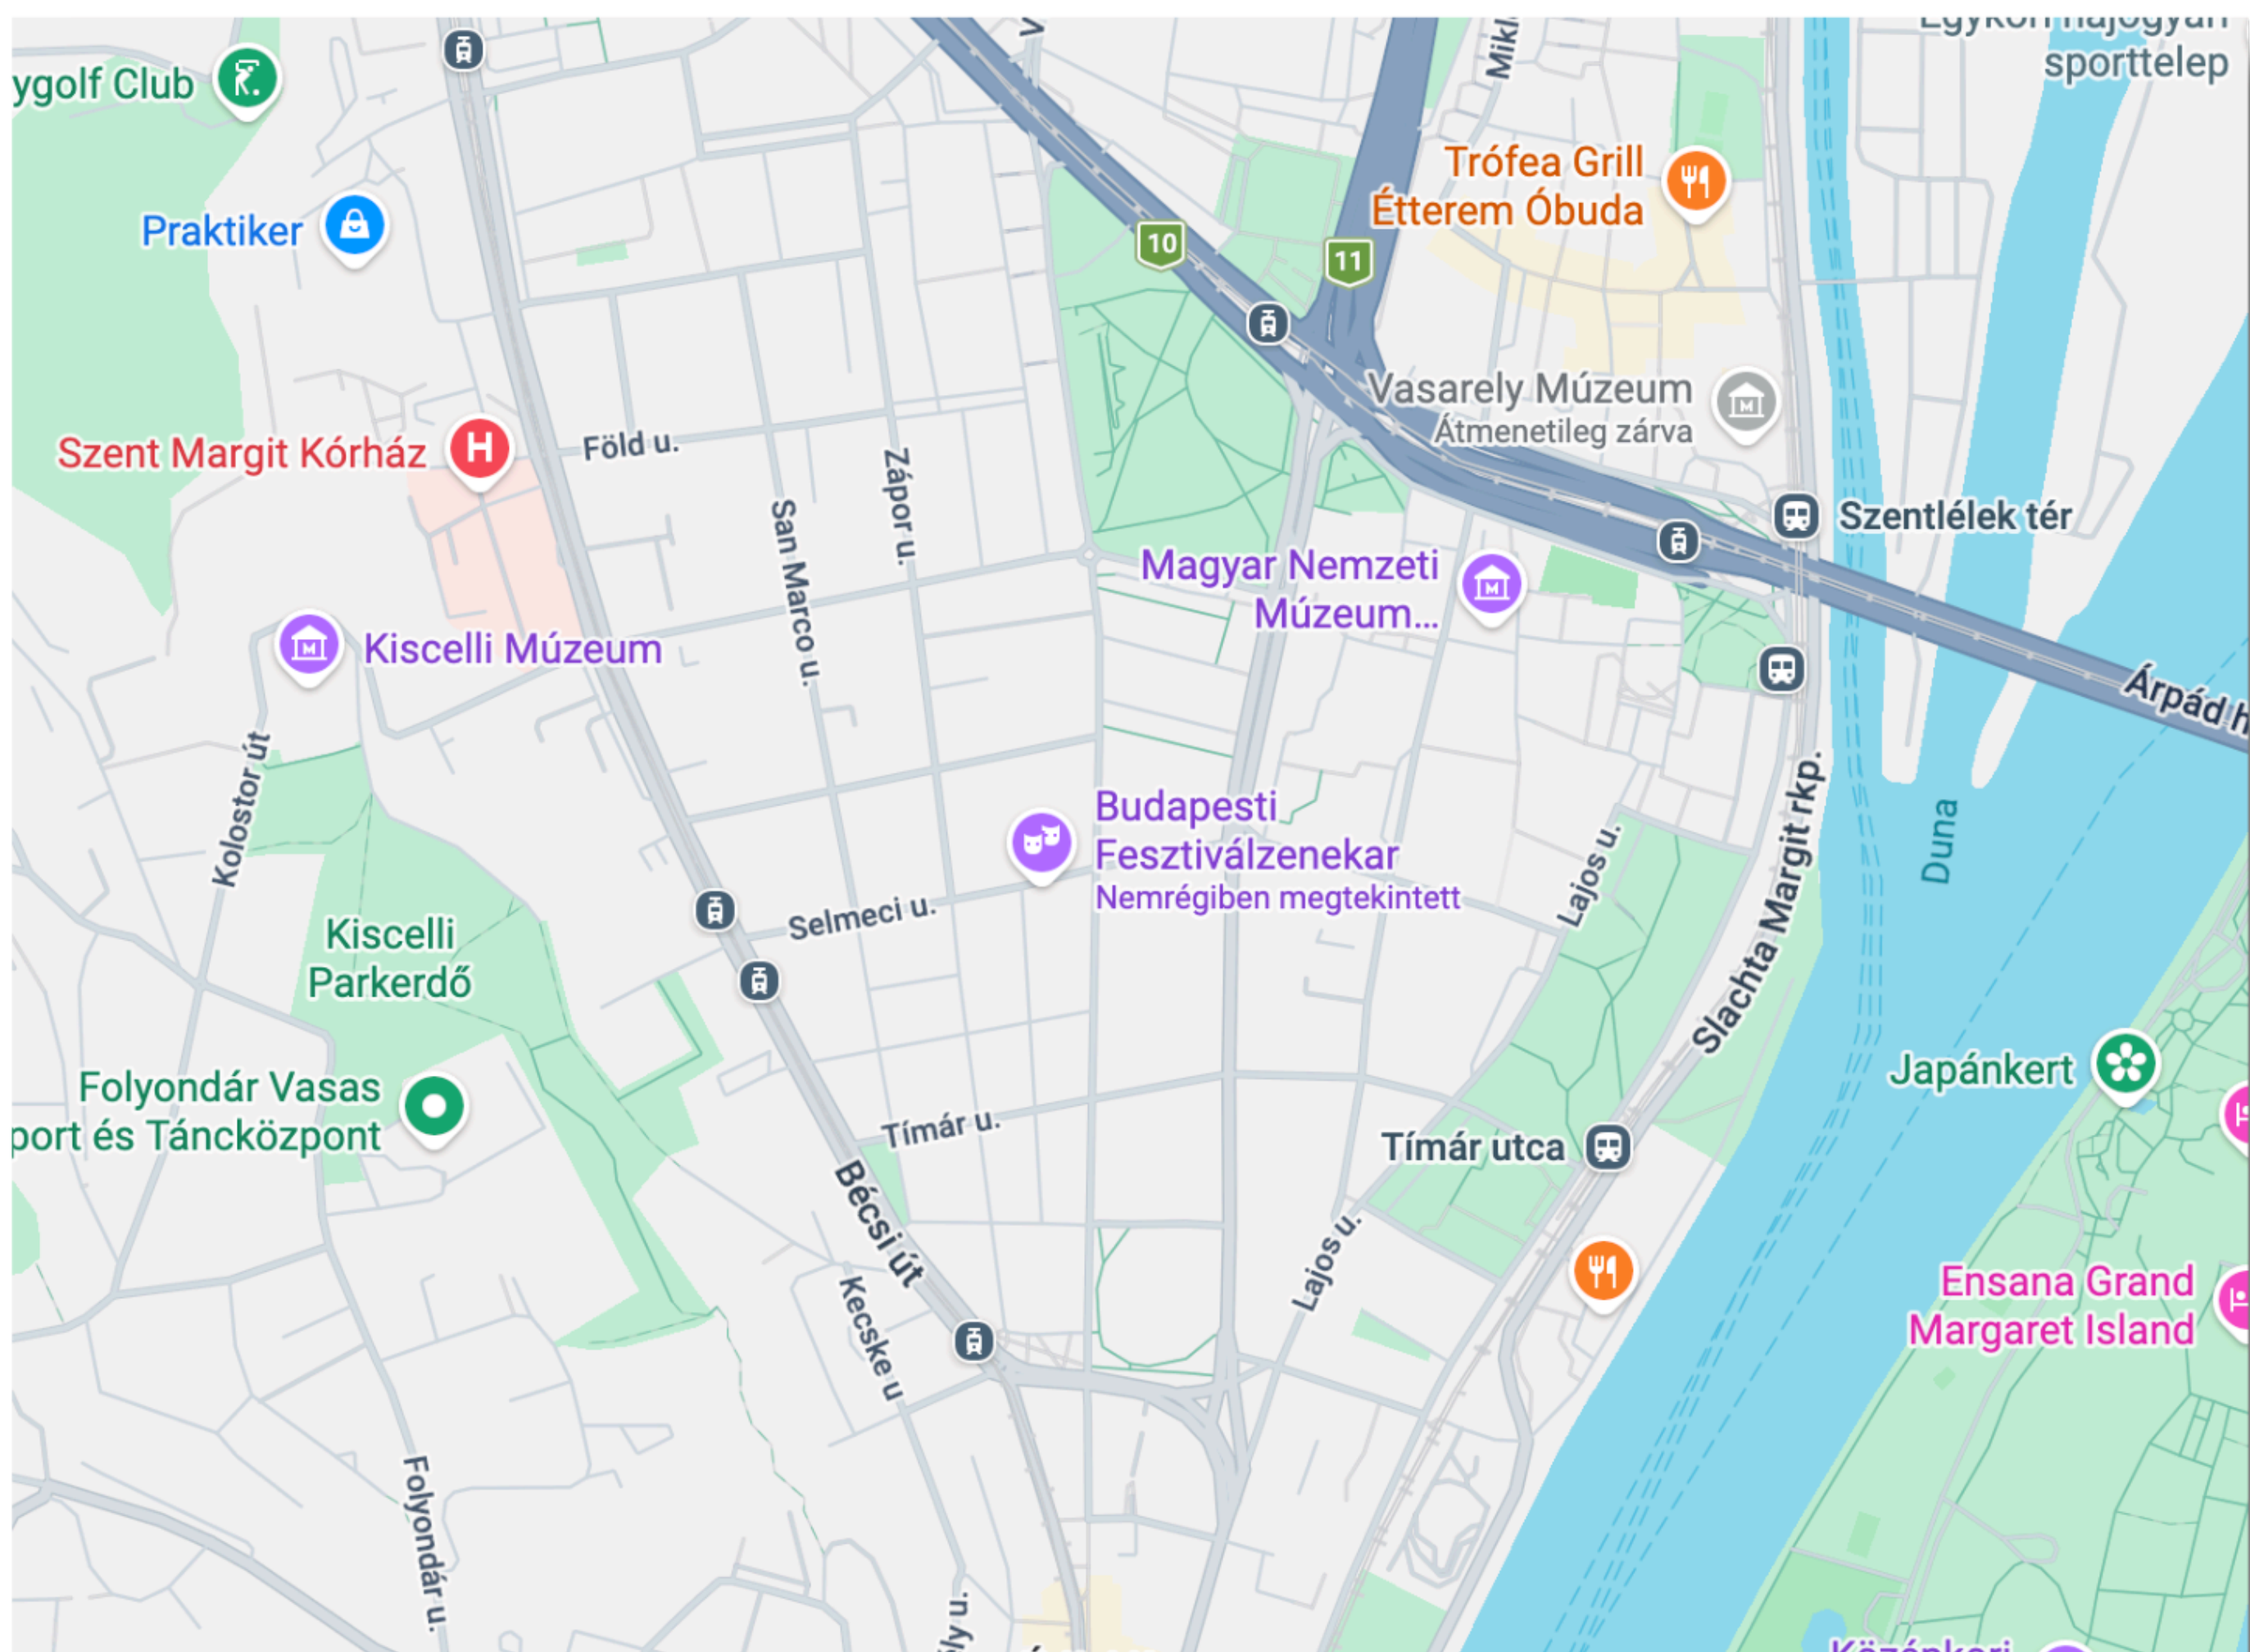 Egykori hajógyári
sporttelep
ygolf Club
Trófea Grill
Étterem Óbuda
Praktiker
10
11
Vasarely Múzeum
Átmenetileg zárva
Szent Margit Kórház
H
Föld u.
Zápor u.
San Marco u.
Szentlélek tér
Magyar Nemzeti
Múzeum...
Kiscelli Múzeum
Árpád h
Kolostor út
Budapesti
Fesztiválzenekar
Nemrégiben megtekintett
Lajos u.
Slachta Margit rkp.
Duna
Selmeci u.
Kiscelli
Parkerdő
Japánkert
Folyondár Vasas
port és Táncközpont
Tímár u.
Tímár utca
Bécsi út
Lajos u.
Kecske u
Ensana Grand
Margaret Island
Folyondár u.